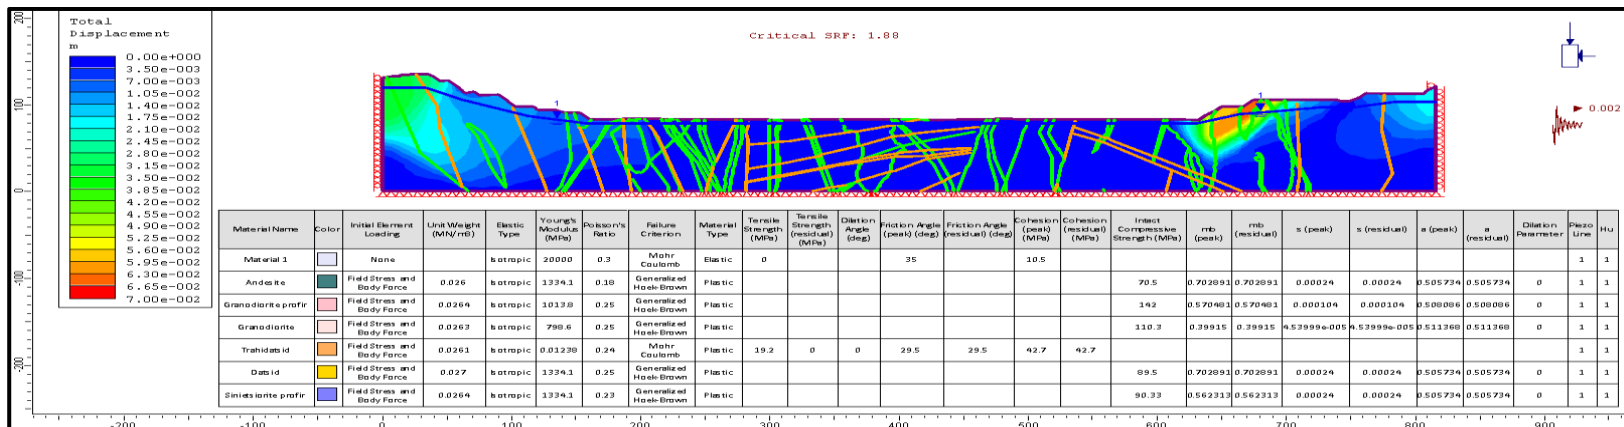 Total
Displacement
m
0.00e+000
3.50e-003
7.00e-003
1.05e-002
1.40e-002
1.75e-002
2.10e-002
2.45e-002
2.80e-002
3.15e-002
3.50e-002
3.85e-002
4.20e-002
4.55e-002
4.90e-002
5.25e-002
5.60e-002
5.95e-002
6.30e-002
6.65e-002
7.00e-002
Critical SRF: 1.88
0.002
1
1
200
100
0
-100
-200
Material Name Color Initial Element Loading Unit Weight (MN/m3) Elastic Type Young's Modulus (MPa) Poisson's Ratio Failure Criterion Material Type Tensile Strength (MPa) Tensile Strength (residual) (MPa) Dilation Angle (deg) Friction Angle (peak) (deg) Friction Angle (residual) (deg) Cohesion (peak) (MPa) Cohesion (residual) (MPa) Intact Compressive Strength (MPa) mb (peak) mb (residual) s (peak) s (residual) a (peak) a (residual) Dilation Parameter Piezo Line Hu
Material 1 None Isotropic 20000 0.3 Mohr Coulomb Elastic 0 35 10.5 1 1
Andesite Field Stress and Body Force 0.026 Isotropic 1334.1 0.18 Generalized Hoek-Brown Plastic 70.5 0.702891 0.702891 0.00024 0.00024 0.505734 0.505734 0 1 1
Granodiorite profir Field Stress and Body Force 0.0264 Isotropic 1013.8 0.25 Generalized Hoek-Brown Plastic 142 0.570481 0.570481 0.000104 0.000104 0.508086 0.508086 0 1 1
Granodiorite Field Stress and Body Force 0.0263 Isotropic 798.6 0.25 Generalized Hoek-Brown Plastic 110.3 0.39915 0.39915 4.53999e-005 4.53999e-005 0.511368 0.511368 0 1 1
Trahidatsid Field Stress and Body Force 0.0261 Isotropic 0.01238 0.24 Mohr Coulomb Plastic 19.2 0 0 29.5 29.5 42.7 42.7 1 1
Datsid Field Stress and Body Force 0.027 Isotropic 1334.1 0.25 Generalized Hoek-Brown Plastic 89.5 0.702891 0.702891 0.00024 0.00024 0.505734 0.505734 0 1 1
Sinietsiorite profir Field Stress and Body Force 0.0264 Isotropic 1334.1 0.23 Generalized Hoek-Brown Plastic 90.33 0.562313 0.562313 0.00024 0.00024 0.505734 0.505734 0 1 1
-200 -100 0 100 200 300 400 500 600 700 800 900